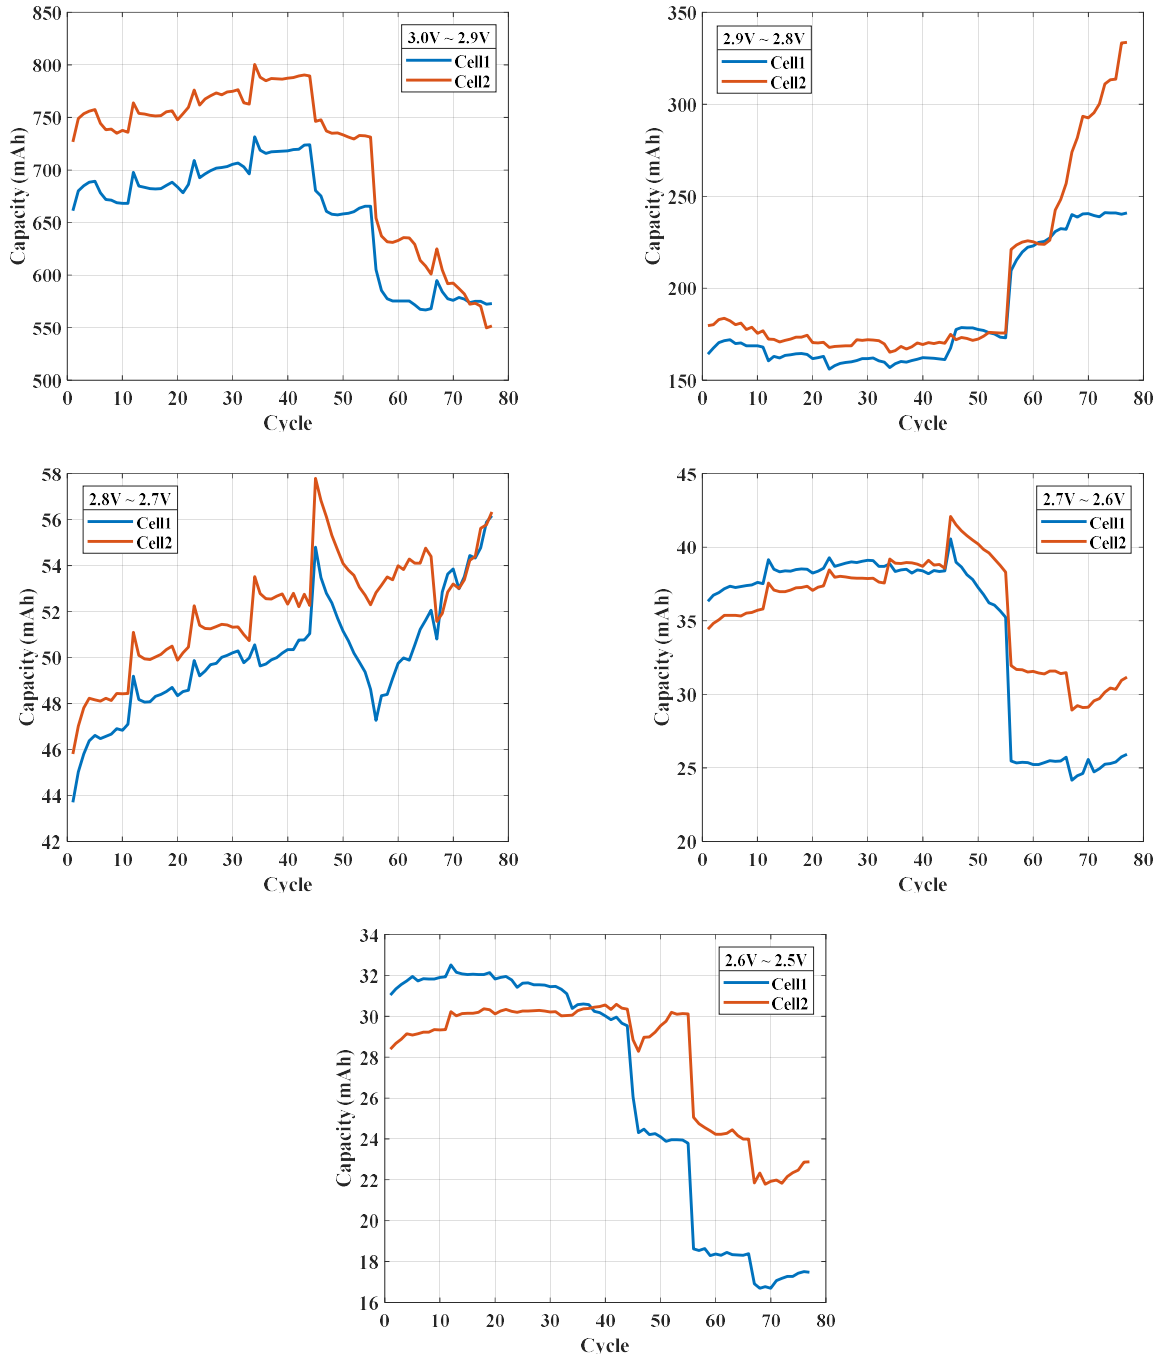 850
800
750
700
650
600
550
500
Capacity (mAh)
0 10 20 30 40 50 60 70 80
Cycle
3.0V ~ 2.9V
Cell1
Cell2
350
300
250
200
150
Capacity (mAh)
0 10 20 30 40 50 60 70 80
Cycle
2.9V ~ 2.8V
Cell1
Cell2
58
56
54
52
50
48
46
44
42
Capacity (mAh)
0 10 20 30 40 50 60 70 80
Cycle
2.8V ~ 2.7V
Cell1
Cell2
45
40
35
30
25
20
Capacity (mAh)
0 10 20 30 40 50 60 70 80
Cycle
2.7V ~ 2.6V
Cell1
Cell2
34
32
30
28
26
24
22
20
18
16
Capacity (mAh)
0 10 20 30 40 50 60 70 80
Cycle
2.6V ~ 2.5V
Cell1
Cell2